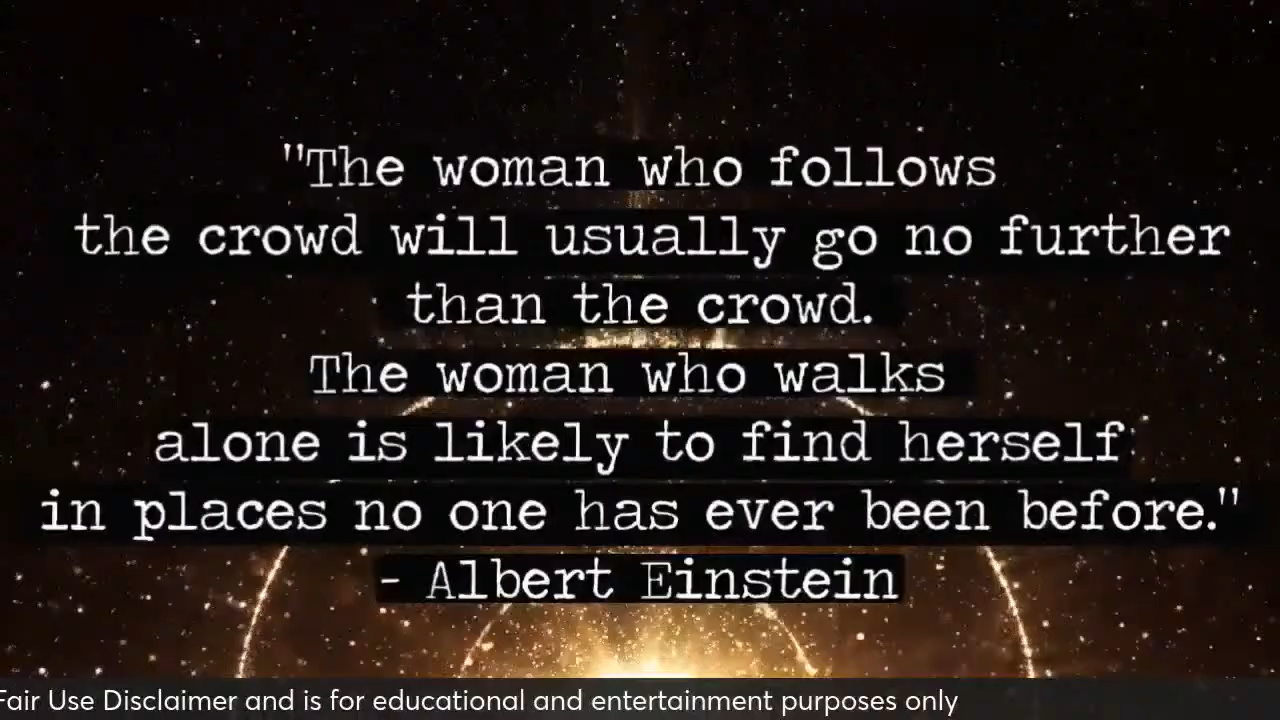 "The woman who follows
the crowd will usually go no further
than the crowd.
The woman who walks
alone is likely to find herself
in places no one has ever been before."
- Albert Einstein
Fair Use Disclaimer and is for educational and entertainment purposes only